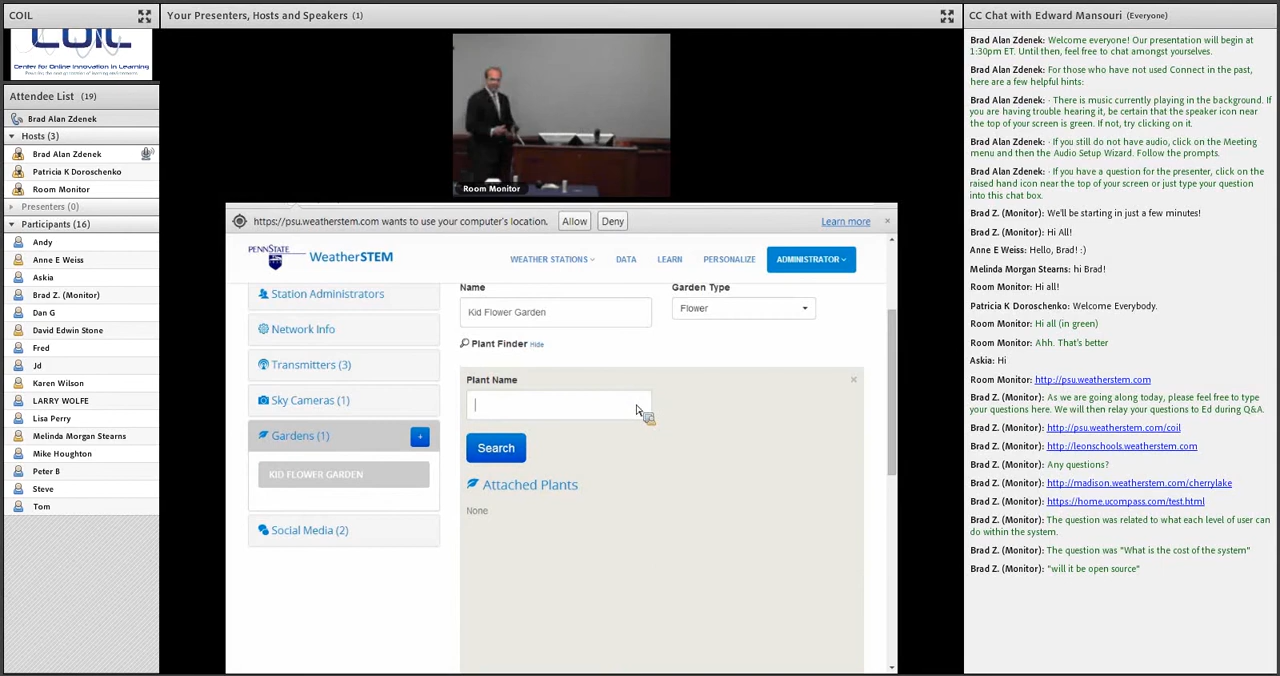 COIL
Your Presenters, Hosts and Speakers (1)
CC Chat with Edward Mansouri (Everyone)
COIL
Center for Online Innovation in Learning
Attendee List (19)
Brad Alan Zdenek
Hosts (3)
Brad Alan Zdenek
Patricia K Doroschenko
Room Monitor
Presenters (0)
Participants (16)
Andy
Anne E Weiss
Askia
Brad Z. (Monitor)
Dan G
David Edwin Stone
Fred
Jd
Karen Wilson
LARRY WOLFE
Lisa Perry
Melinda Morgan Stearns
Mike Houghton
Peter B
Steve
Tom
Room Monitor
https://psu.weatherstem.com wants to use your computer's location. Allow Deny Learn more
PENNSTATE WeatherSTEM
WEATHER STATIONS DATA LEARN PERSONALIZE ADMINISTRATOR
Station Administrators
Network Info
Transmitters (3)
Sky Cameras (1)
Gardens (1) +
KID FLOWER GARDEN
Social Media (2)
Name Garden Type
Kid Flower Garden Flower
Plant Finder Hide
Plant Name
Search
Attached Plants
None
Brad Alan Zdenek: Welcome everyone! Our presentation will begin at
1:30pm ET. Until then, feel free to chat amongst yourselves.
Brad Alan Zdenek: For those who have not used Connect in the past,
here are a few helpful hints:
Brad Alan Zdenek: · There is music currently playing in the background. If
you are having trouble hearing it, be certain that the speaker icon near
the top of your screen is green. If not, try clicking on it.
Brad Alan Zdenek: · If you still do not have audio, click on the Meeting
menu and then the Audio Setup Wizard. Follow the prompts.
Brad Alan Zdenek: · If you have a question for the presenter, click on the
raised hand icon near the top of your screen or just type your question
into this chat box.
Brad Z. (Monitor): We'll be starting in just a few minutes!
Brad Z. (Monitor): Hi All!
Anne E Weiss: Hello, Brad! :)
Melinda Morgan Stearns: hi Brad!
Room Monitor: Hi all!
Patricia K Doroschenko: Welcome Everybody.
Room Monitor: Hi all (in green)
Room Monitor: Ahh. That's better
Askia: Hi
Room Monitor: http://psu.weatherstem.com
Brad Z. (Monitor): As we are going along today, please feel free to type
your questions here. We will then relay your questions to Ed during Q&A.
Brad Z. (Monitor): http://psu.weatherstem.com/coil
Brad Z. (Monitor): http://leonschools.weatherstem.com
Brad Z. (Monitor): Any questions?
Brad Z. (Monitor): http://madison.weatherstem.com/cherrylake
Brad Z. (Monitor): https://home.ucompass.com/test.html
Brad Z. (Monitor): The question was related to what each level of user can
do within the system.
Brad Z. (Monitor): The question was "What is the cost of the system"
Brad Z. (Monitor): "will it be open source"